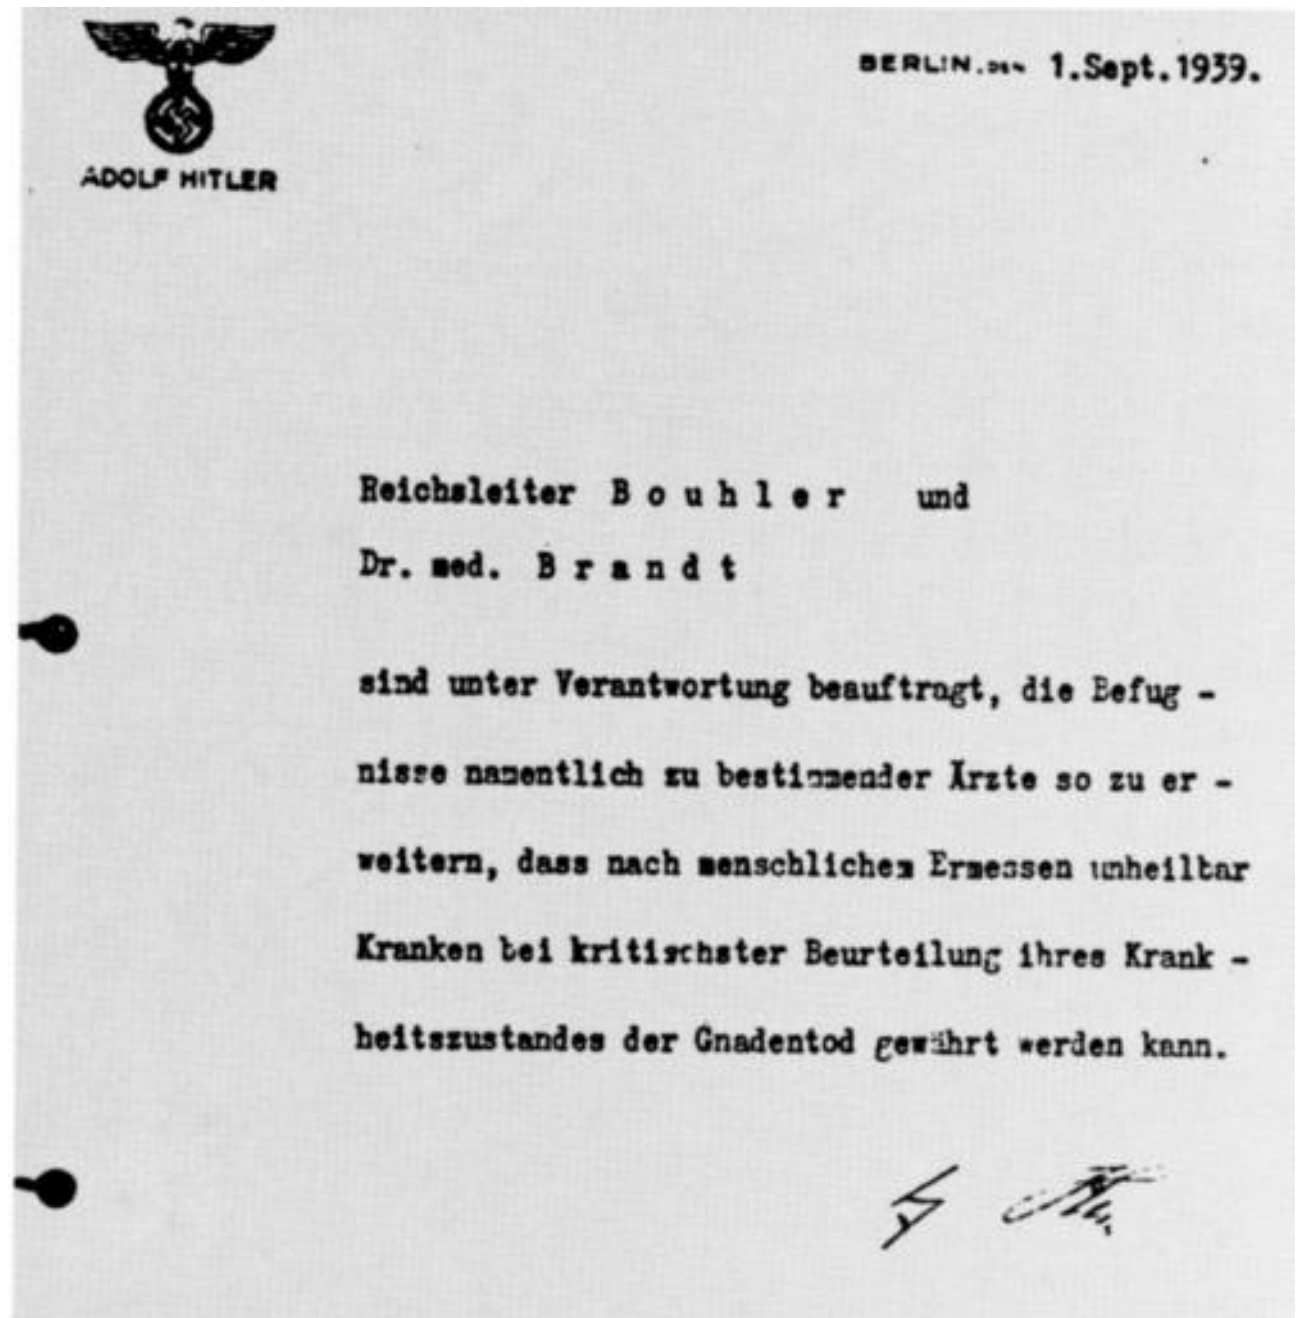 BERLIN, DEN 1.Sept.1939.
ADOLF HITLER
Reichsleiter B o u h l e r und
Dr. med. B r a n d t
sind unter Verantwortung beauftragt, die Befug -
nisse namentlich zu bestimmender Ärzte so zu er -
weitern, dass nach menschlichem Ermessen unheilbar
Kranken bei kritischster Beurteilung ihres Krank -
heitszustandes der Gnadentod gewährt werden kann.